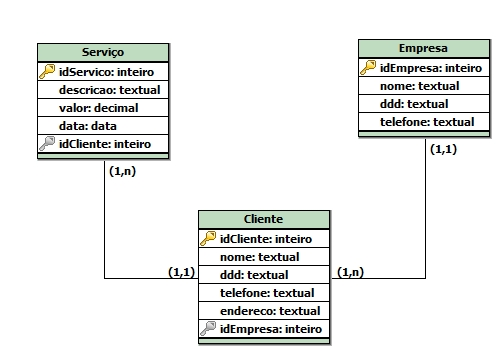 Serviço
idServico: inteiro
descricao: textual
valor: decimal
data: data
idCliente: inteiro
(1,n)
Empresa
idEmpresa: inteiro
nome: textual
ddd: textual
telefone: textual
(1,1)
Cliente
idCliente: inteiro
nome: textual
ddd: textual
telefone: textual
endereco: textual
idEmpresa: inteiro
(1,1)
(1,n)